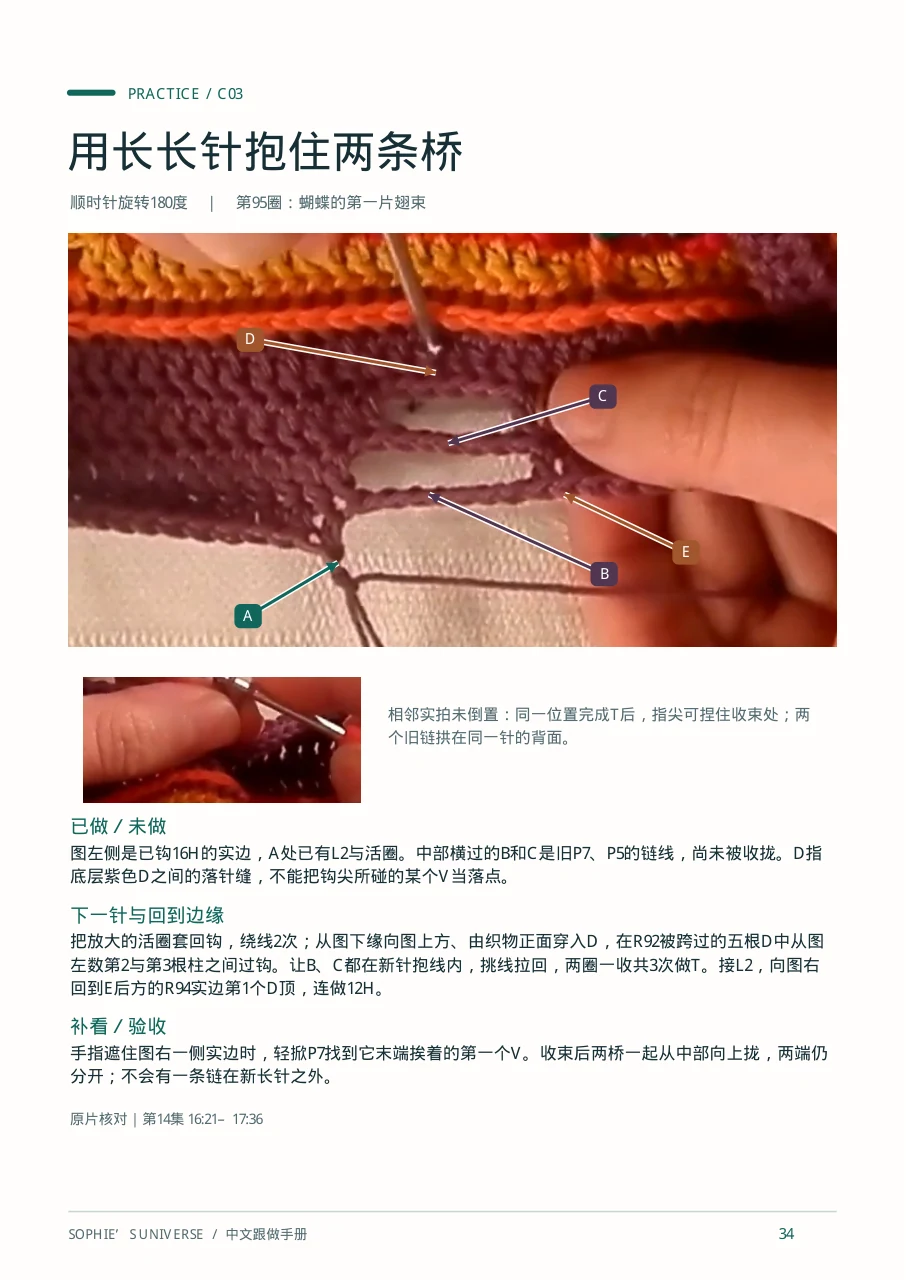 PRACTICE / C03
用长长针抱住两条桥
顺时针旋转180度 | 第95圈：蝴蝶的第一片翅束
D
C
E
B
A
相邻实拍未倒置：同一位置完成T后，指尖可捏住收束处；两
个旧链拱在同一针的背面。
已做 / 未做
图左侧是已钩16H的实边，A处已有L2与活圈。中部横过的B和C是旧P7、P5的链线，尚未被收拢。D指
底层紫色D之间的落针缝，不能把钩尖所碰的某个V当落点。
下一针与回到边缘
把放大的活圈套回钩，绕线2次；从图下缘向图上方、由织物正面穿入D，在R92被跨过的五根D中从图
左数第2与第3根柱之间过钩。让B、C都在新针抱线内，挑线拉回，两圈一收共3次做T。接L2，向图右
回到E后方的R94实边第1个D顶，连做12H。
补看 / 验收
手指遮住图右一侧实边时，轻掀P7找到它末端挨着的第一个V。收束后两桥一起从中部向上拢，两端仍
分开；不会有一条链在新长针之外。
原片核对 | 第14集 16:21– 17:36
SOPHIE’ S UNIVERSE / 中文跟做手册
34